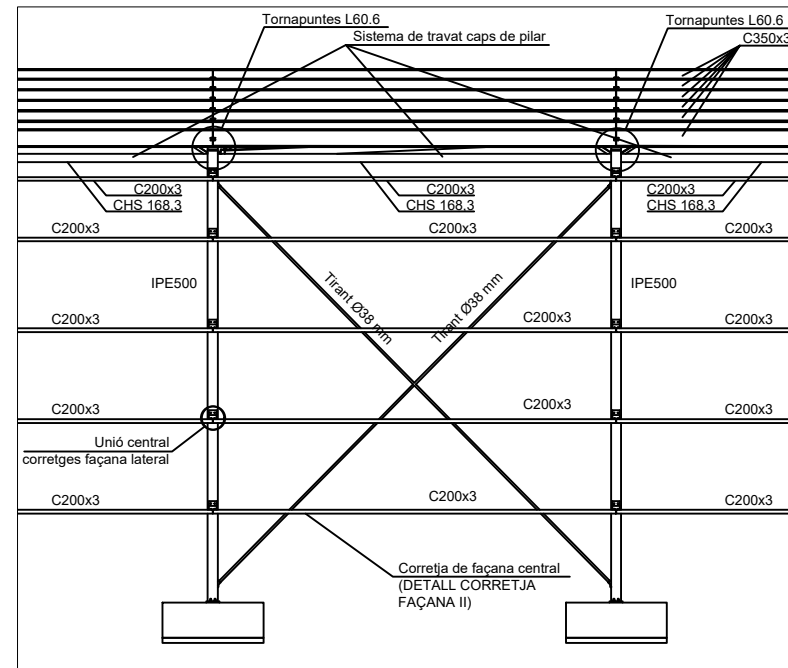 Tornapuntes L60.6
Tornapuntes L60.6
Sistema de travat caps de pilar
C350x3
C200x3
CHS 168,3
C200x3
CHS 168,3
C200x3
CHS 168,3
C200x3
C200x3
C200x3
IPE500
Tirant Ø38 mm
Tirant Ø38 mm
IPE500
C200x3
C200x3
C200x3
C200x3
C200x3
C200x3
Unió central
corretges façana lateral
C200x3
C200x3
C200x3
Corretja de façana central
(DETALL CORRETJA
FAÇANA II)